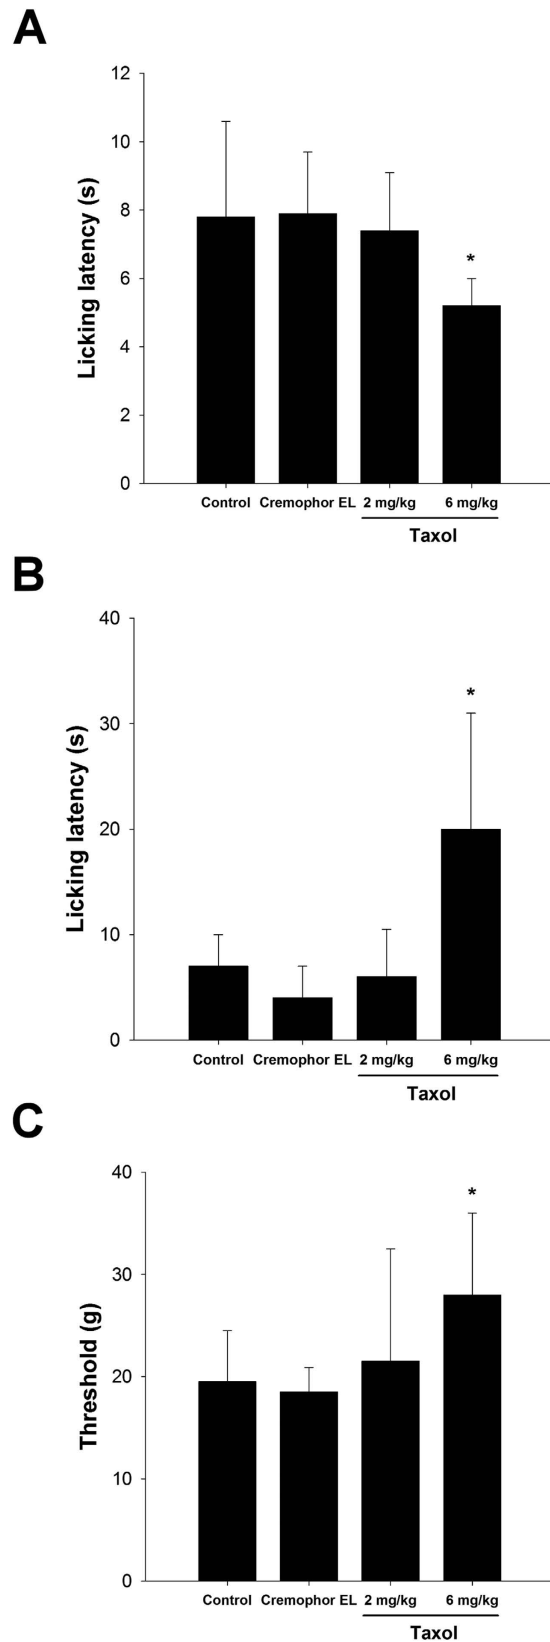 A
Licking latency (s)
12
10
8
6
4
2
0
*
Control Cremophor EL 2 mg/kg 6 mg/kg
Taxol
B
Licking latency (s)
40
30
20
10
0
*
Control Cremophor EL 2 mg/kg 6 mg/kg
Taxol
C
Threshold (g)
40
30
20
10
0
*
Control Cremophor EL 2 mg/kg 6 mg/kg
Taxol